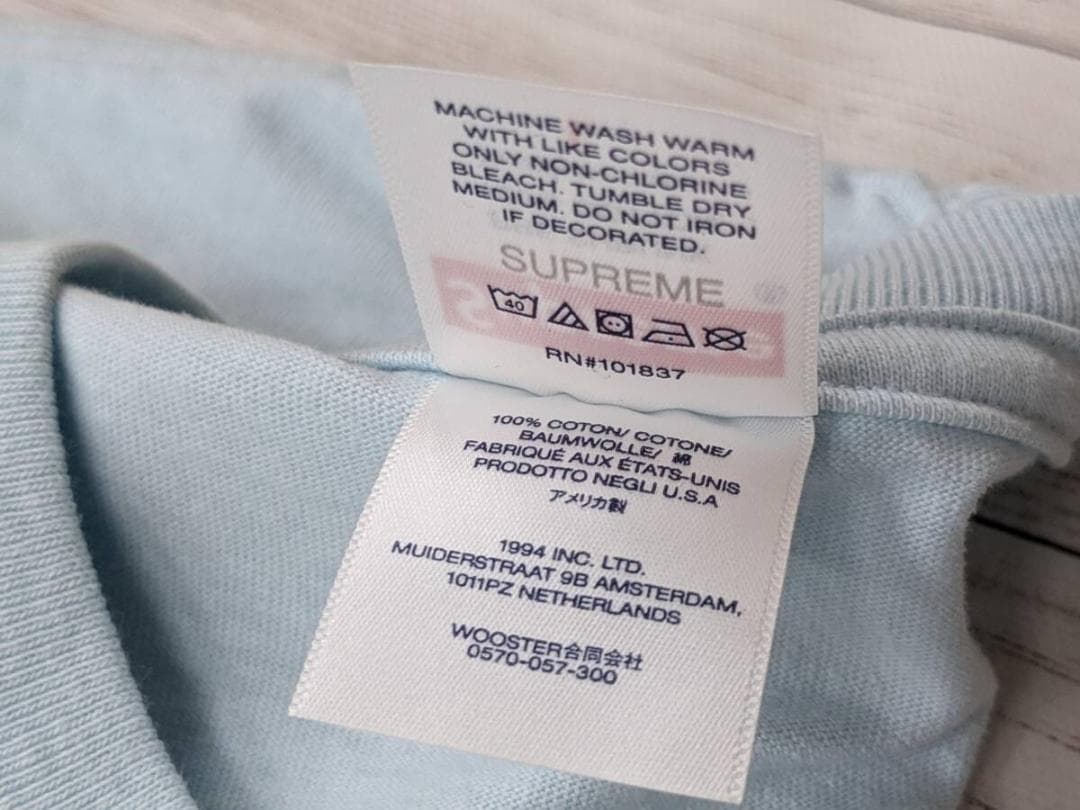 MACHINE WASH WARM
WITH LIKE COLORS
ONLY NON-CHLORINE
BLEACH. TUMBLE DRY
MEDIUM. DO NOT IRON
IF DECORATED.
SUPREME
40
RN#101837
100% COTON/ COTONE/
BAUMWOLLE/ 綿
FABRIQUÉ AUX ÉTATS-UNIS
PRODOTTO NEGLI U.S.A
アメリカ製
1994 INC. LTD.
MUIDERSTRAAT 9B AMSTERDAM,
1011PZ NETHERLANDS
WOOSTER合同会社
0570-057-300